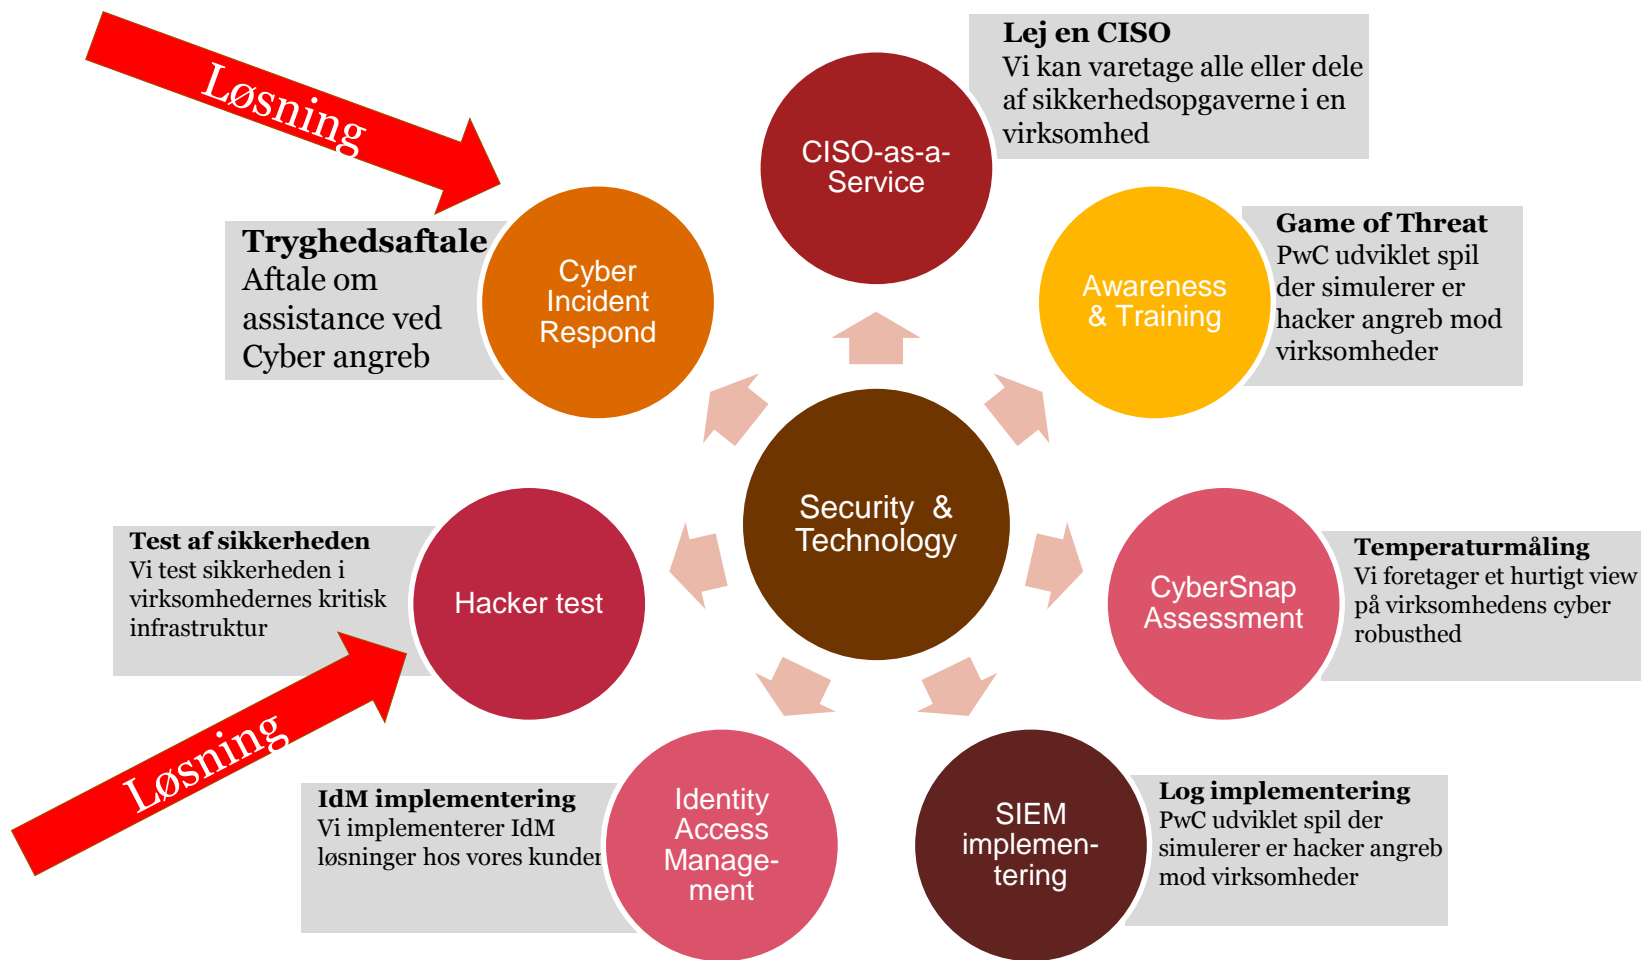 Løsning
Lej en CISO
Vi kan varetage alle eller dele
af sikkerhedsopgaverne i en
virksomhed
CISO-as-a-
Service
Tryghedsaftale
Aftale om
assistance ved
Cyber angreb
Cyber
Incident
Respond
Awareness
& Training
Game of Threat
PwC udviklet spil
der simulerer er
hacker angreb mod
virksomheder
Security &
Technology
Test af sikkerheden
Vi test sikkerheden i
virksomhedernes kritisk
infrastruktur
Hacker test
CyberSnap
Assessment
Temperaturmåling
Vi foretager et hurtigt view
på virksomhedens cyber
robusthed
Løsning
IdM implementering
Vi implementerer IdM
løsninger hos vores kunder
Identity
Access
Manage-
ment
SIEM
implemen-
tering
Log implementering
PwC udviklet spil der
simulerer er hacker angreb
mod virksomheder